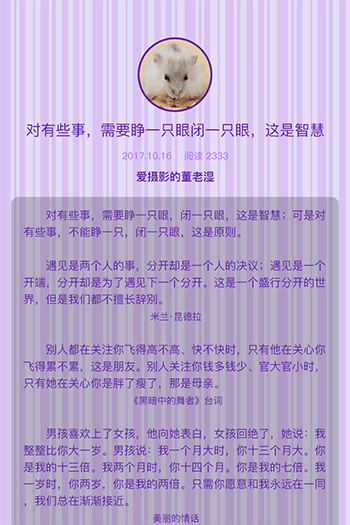 对有些事，需要睁一只眼闭一只眼，这是智慧
2017.10.16 阅读 2333
爱摄影的董老湿
对有些事，需要睁一只眼，闭一只眼，这是智慧；可是对
有些事，不能睁一只，闭一只眼，这是原则。
遇见是两个人的事，分开却是一个人的决议；遇见是一个
开端，分开却是为了遇见下一个分开。这是一个盛行分开的世
界，但是我们都不擅长辞别。
米兰·昆德拉
别人都在关注你飞得高不高、快不快时，只有他在关心你
飞得累不累，这是朋友。别人关注你钱多钱少、官大官小时，
只有她在关心你是胖了瘦了，那是母亲。
《黑暗中的舞者》台词
男孩喜欢上了女孩，他向她表白，女孩回绝了，她说：我
整整比你大一岁。男孩说：我一个月大时，你十三个月大。你
是我的十三倍。我两个月时，你十四个月。你是我的七倍。我
一岁时，你两岁，你是我的两倍。只需你愿意和我永远在一同
，我们总在渐渐接近。
美丽的情话